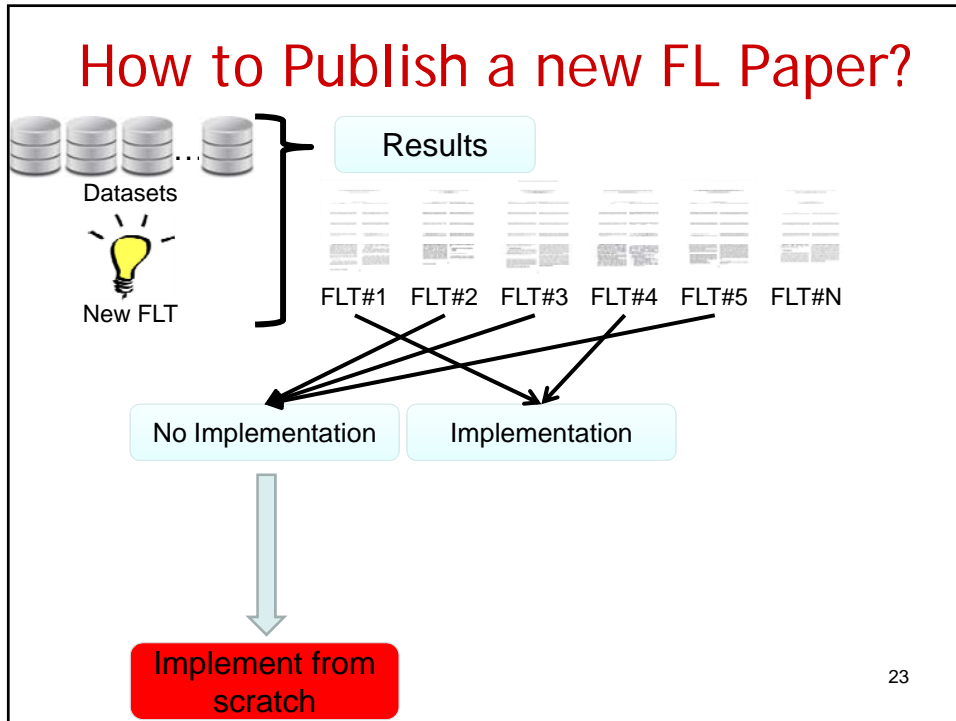 How to Publish a new FL Paper?
...
Datasets
New FLT
Results
FLT#1 FLT#2 FLT#3 FLT#4 FLT#5 FLT#N
No Implementation
Implementation
Implement from
scratch
23